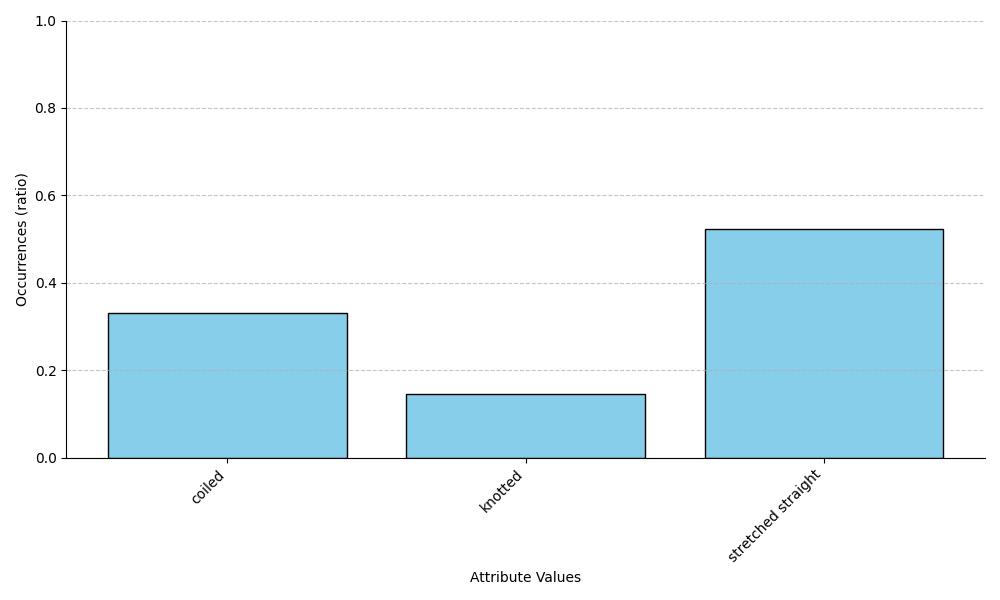 1.0
0.8
0.6
0.4
0.2
0.0
Occurrences (ratio)
coiled
knotted
stretched straight
Attribute Values